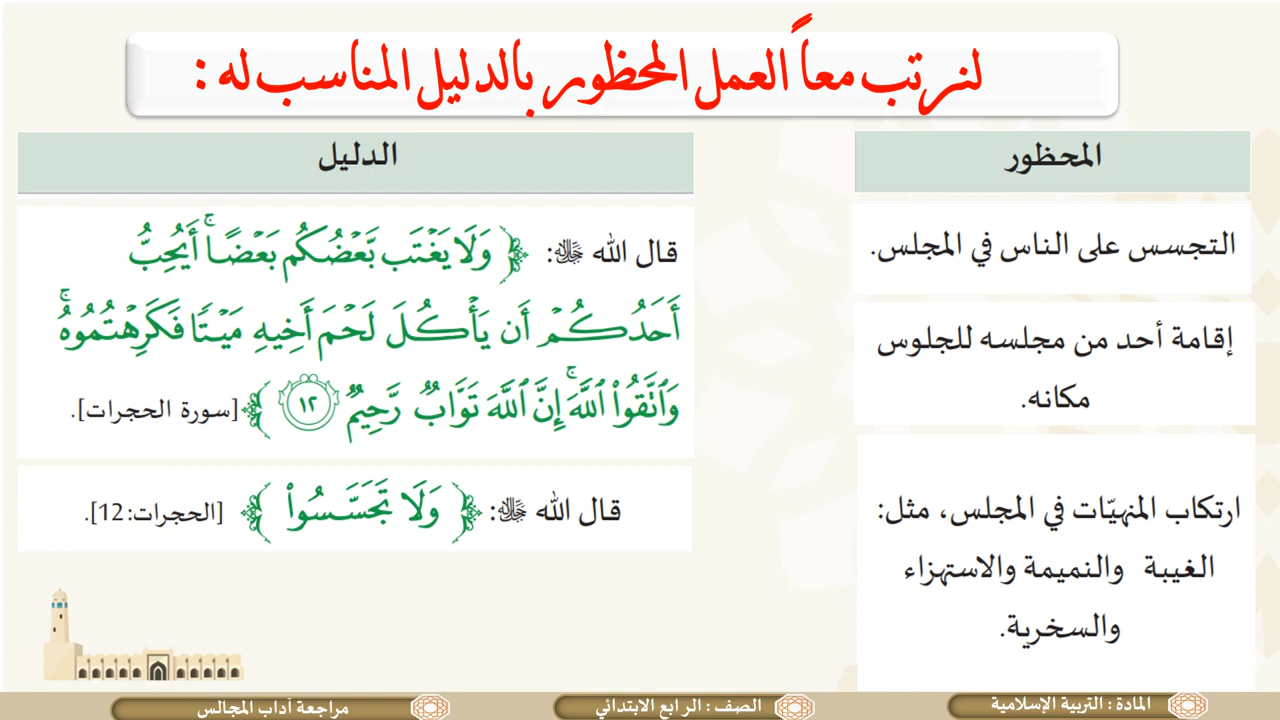 لنرتب معاً العمل المحظور بالدليل المناسب له :
المحظور
التجسس على الناس في المجلس.
إقامة أحد من مجلسه للجلوس
مكانه.
ارتكاب المنهيّات في المجلس، مثل:
الغيبة والنميمة والاستهزاء
والسخرية.
الدليل
قال الله ﷻ: ﴿ وَلَا يَغْتَب بَّعْضُكُم بَعْضًا ۚ أَيُحِبُّ
أَحَدُكُمْ أَن يَأْكُلَ لَحْمَ أَخِيهِ مَيْتًا فَكَرِهْتُمُوهُ ۚ
وَاتَّقُوا اللَّهَ ۚ إِنَّ اللَّهَ تَوَّابٌ رَّحِيمٌ ١٢ ﴾ [سورة الحجرات].
قال الله ﷻ: ﴿ وَلَا تَجَسَّسُوا ﴾ [الحجرات:12].
المادة : التربية الإسلامية
الصف : الرابع الابتدائي
مراجعة آداب المجالس